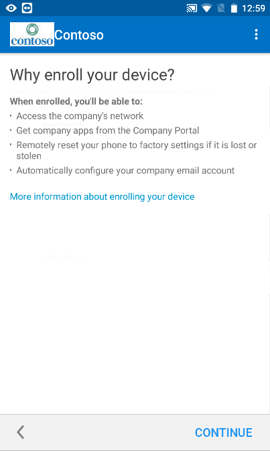 12:59
contoso
Contoso
Why enroll your device?
When enrolled, you'll be able to:
• Access the company's network
• Get company apps from the Company Portal
• Remotely reset your phone to factory settings if it is lost or
stolen
• Automatically configure your company email account
More information about enrolling your device
CONTINUE